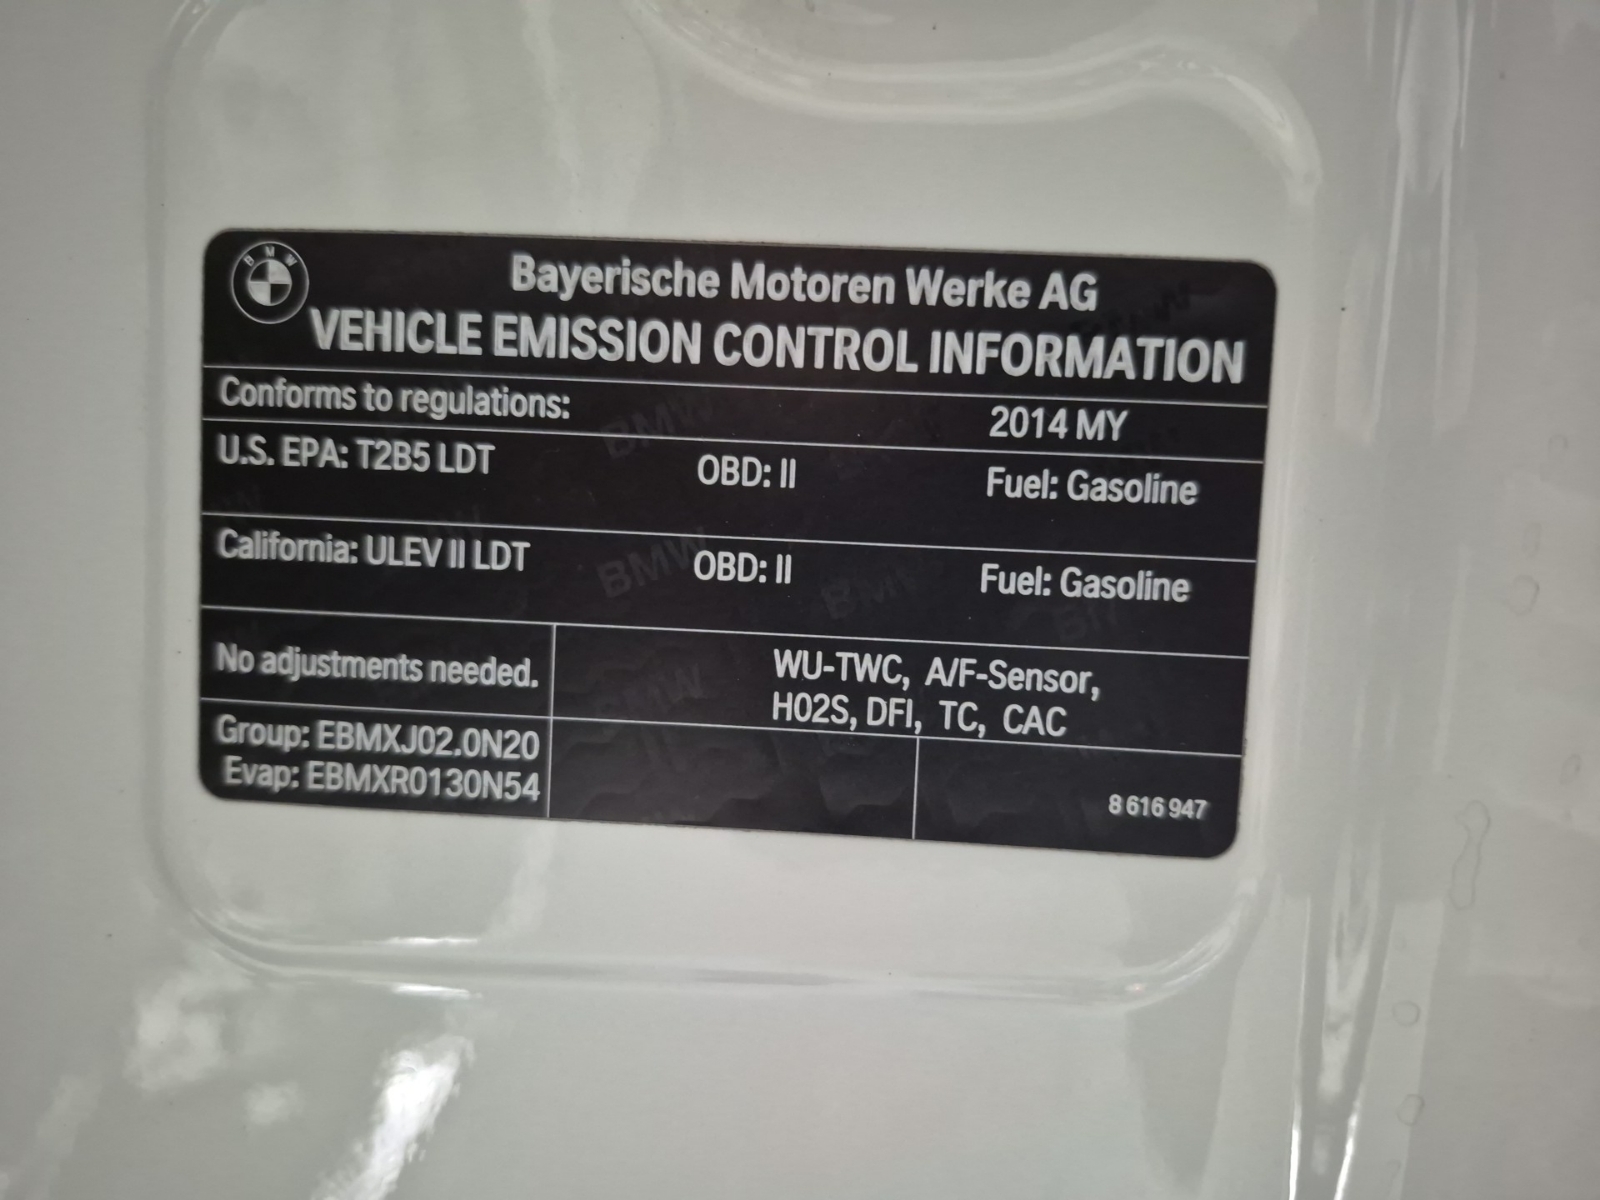 BMW
Bayerische Motoren Werke AG
VEHICLE EMISSION CONTROL INFORMATION
Conforms to regulations: 2014 MY
U.S. EPA: T2B5 LDT OBD: II Fuel: Gasoline
California: ULEV II LDT OBD: II Fuel: Gasoline
No adjustments needed.
WU-TWC, A/F-Sensor,
H02S, DFI, TC, CAC
Group: EBMXJ02.0N20
Evap: EBMXR0130N54
8 616 947